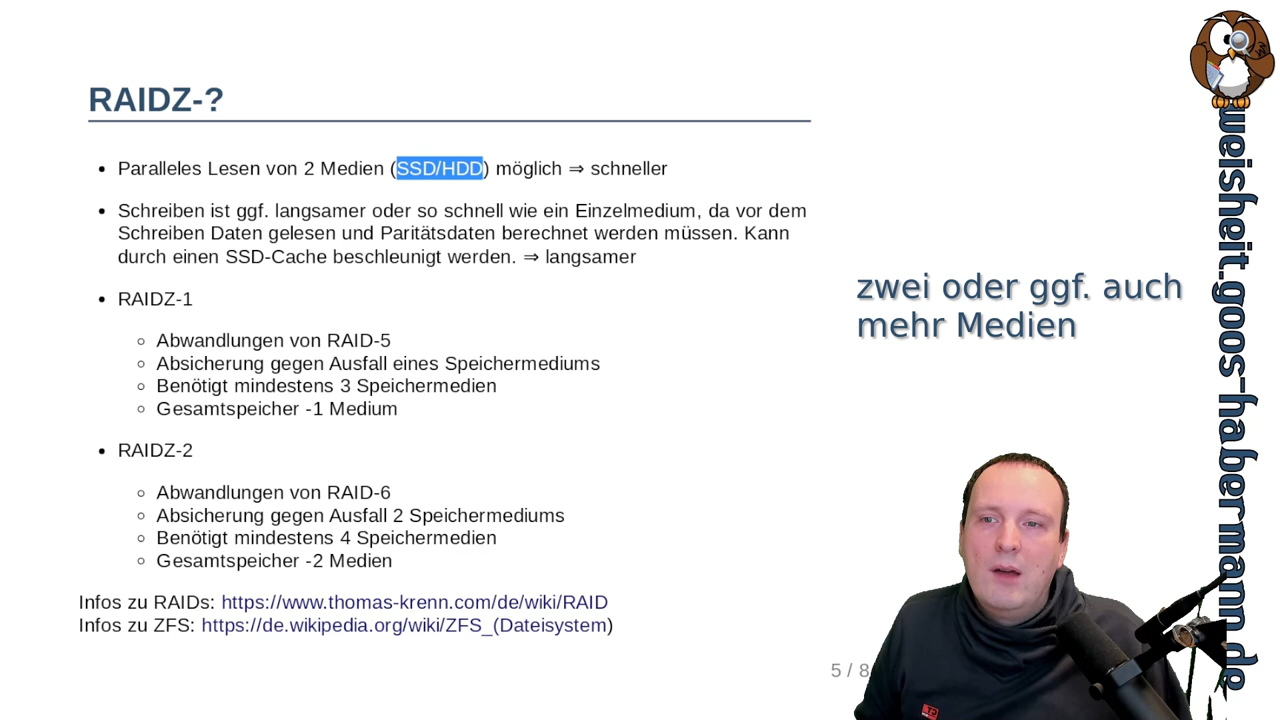 RAIDZ-?
• Paralleles Lesen von 2 Medien (SSD/HDD) möglich ⇒ schneller
• Schreiben ist ggf. langsamer oder so schnell wie ein Einzelmedium, da vor dem
Schreiben Daten gelesen und Paritätsdaten berechnet werden müssen. Kann
durch einen SSD-Cache beschleunigt werden. ⇒ langsamer
• RAIDZ-1
◦ Abwandlungen von RAID-5
◦ Absicherung gegen Ausfall eines Speichermediums
◦ Benötigt mindestens 3 Speichermedien
◦ Gesamtspeicher -1 Medium
• RAIDZ-2
◦ Abwandlungen von RAID-6
◦ Absicherung gegen Ausfall 2 Speichermediums
◦ Benötigt mindestens 4 Speichermedien
◦ Gesamtspeicher -2 Medien
Infos zu RAIDs: https://www.thomas-krenn.com/de/wiki/RAID
Infos zu ZFS: https://de.wikipedia.org/wiki/ZFS_(Dateisystem)
5 / 8
zwei oder ggf. auch
mehr Medien
weisheit.goos-habermann.de